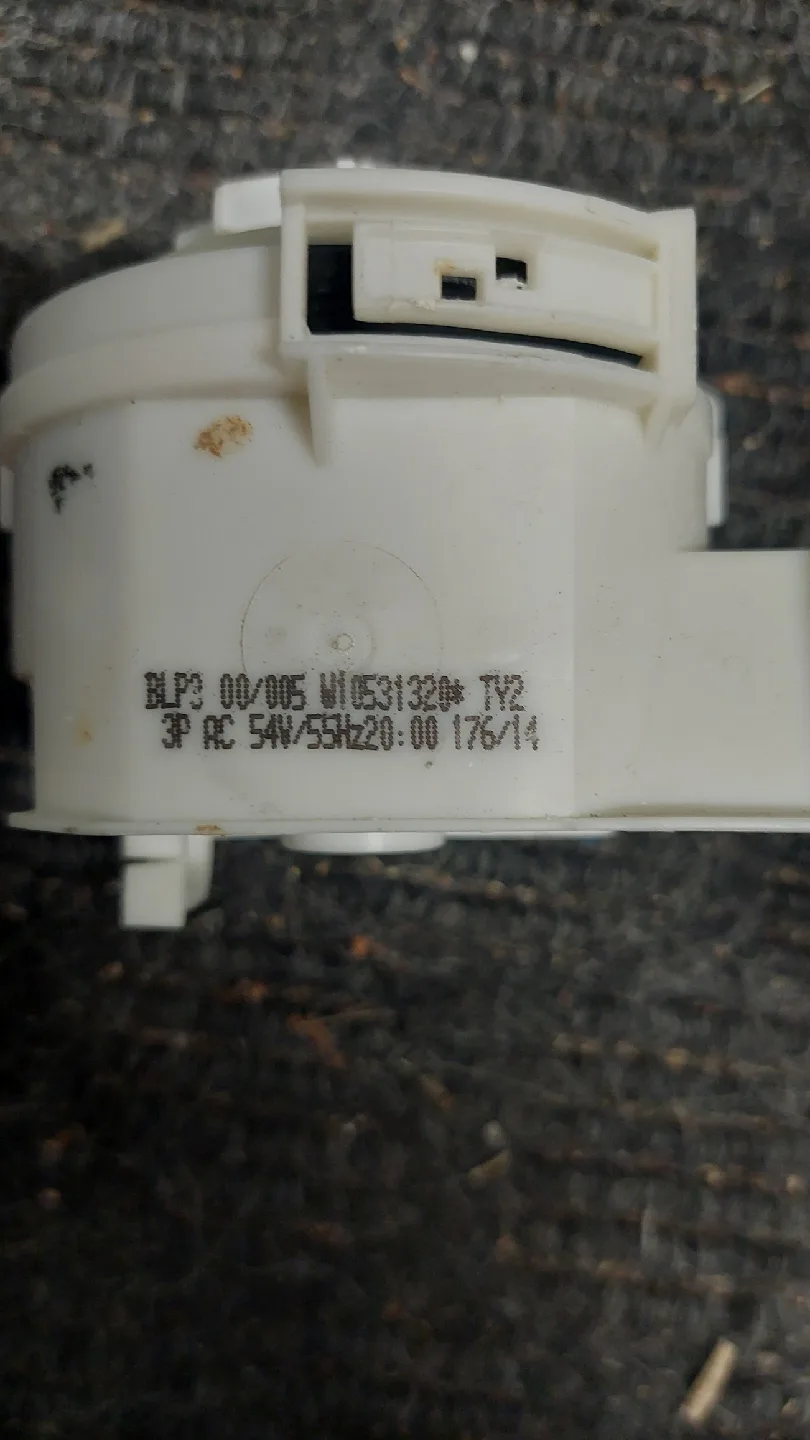 BLP3 00/005 W10531320* TY2
3P AC 54V/55Hz20:00 176/14